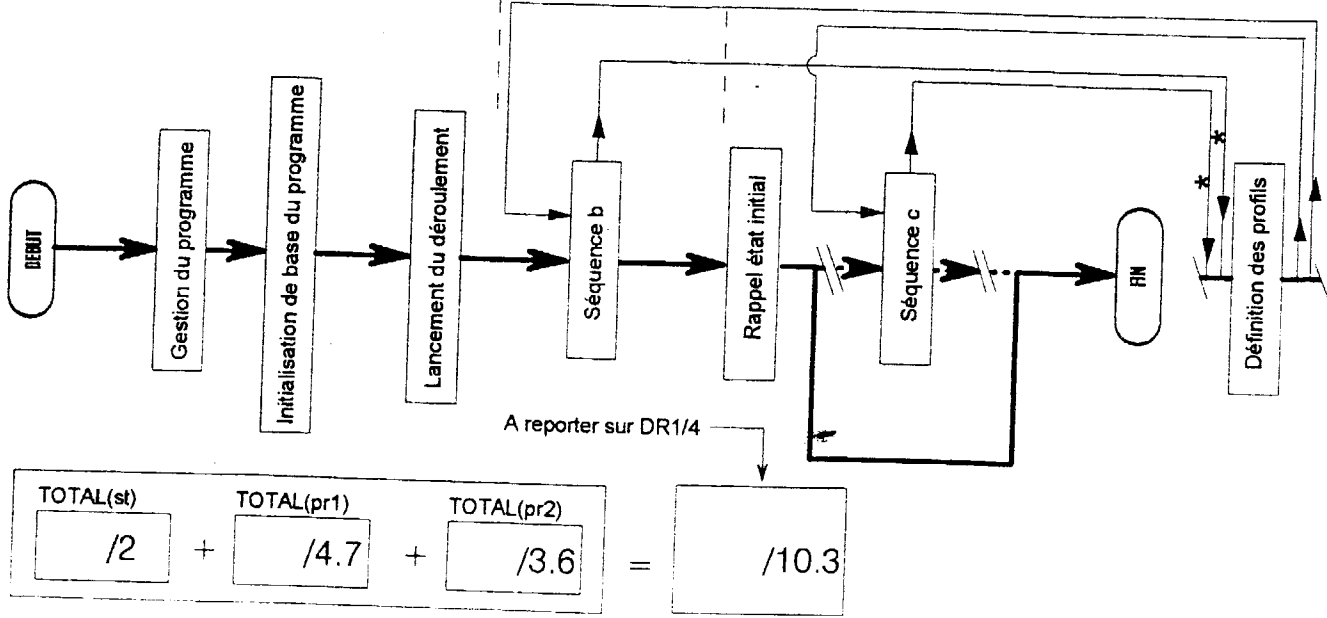 DEBUT
Gestion du programme
Initialisation de base du programme
Lancement du déroulement
Séquence b
Rappel état initial
Séquence c
FIN
*
*
Définition des profils
A reporter sur DR1/4
TOTAL(st)
TOTAL(pr1)
TOTAL(pr2)
/2 + /4.7 + /3.6 = /10.3